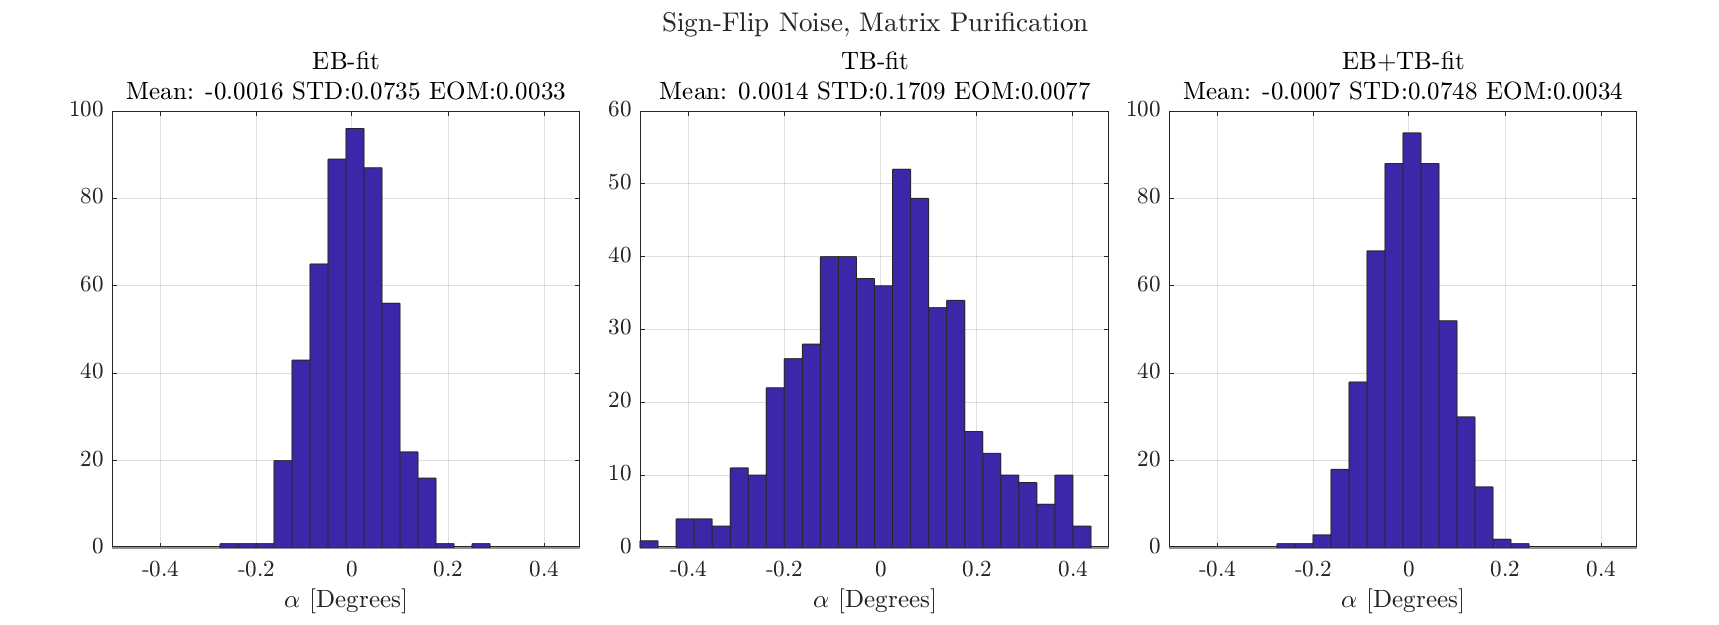 Sign-Flip Noise, Matrix Purification
EB-fit
Mean: -0.0016 STD:0.0735 EOM:0.0033
100
80
60
40
20
0
-0.4 -0.2 0 0.2 0.4
α [Degrees]
TB-fit
Mean: 0.0014 STD:0.1709 EOM:0.0077
60
50
40
30
20
10
0
-0.4 -0.2 0 0.2 0.4
α [Degrees]
EB+TB-fit
Mean: -0.0007 STD:0.0748 EOM:0.0034
100
80
60
40
20
0
-0.4 -0.2 0 0.2 0.4
α [Degrees]